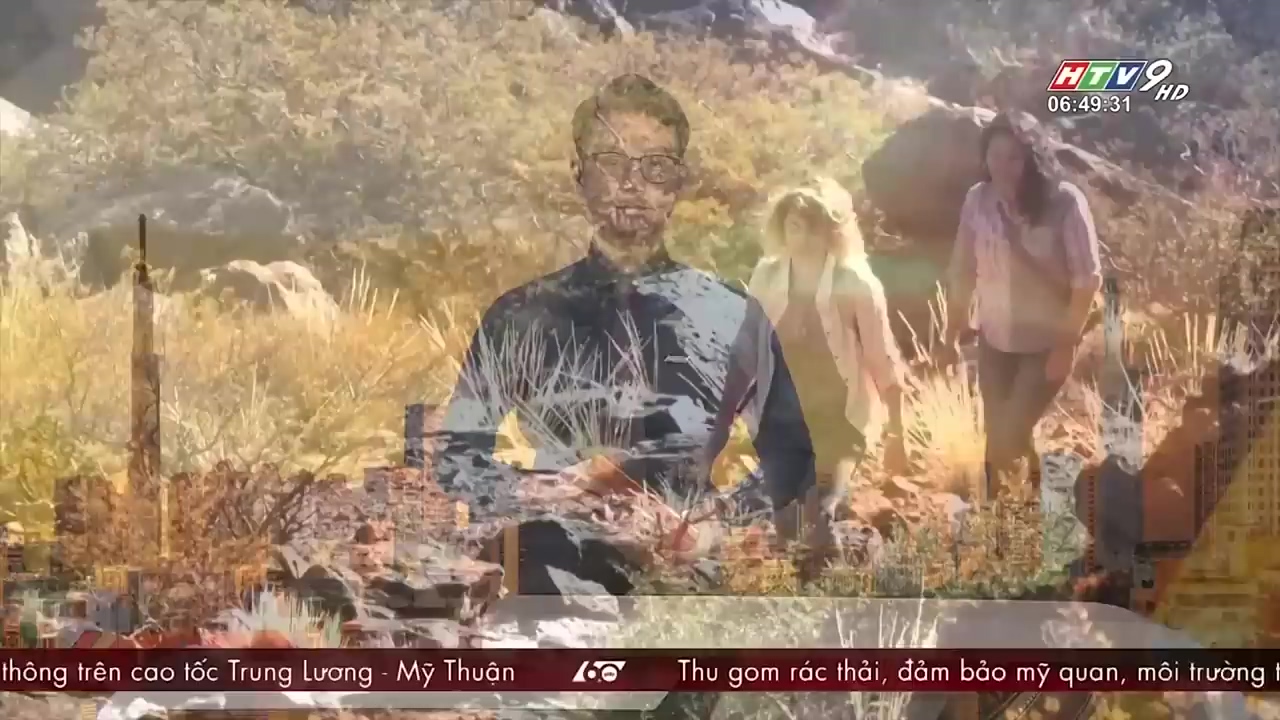 HTV9 HD
06:49:31
thông trên cao tốc Trung Lương - Mỹ Thuận 60 Thu gom rác thải, đảm bảo mỹ quan, môi trường